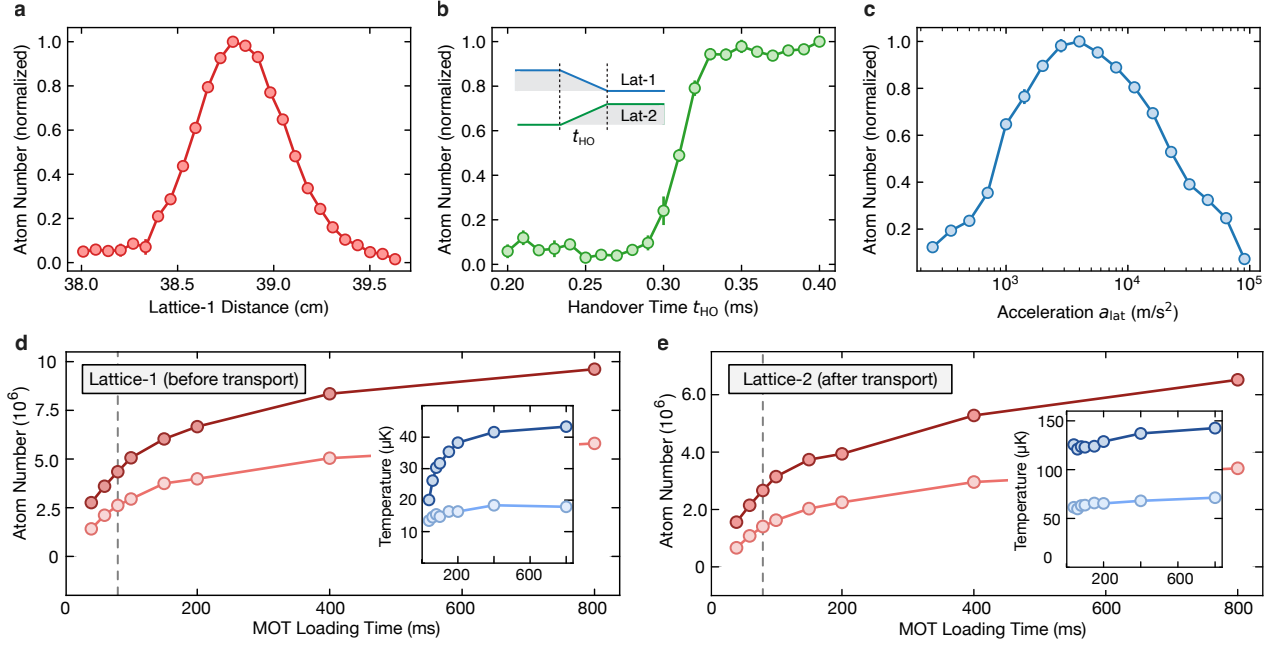 a
Atom Number (normalized)
1.0
0.8
0.6
0.4
0.2
0.0
38.0 38.5 39.0 39.5
Lattice-1 Distance (cm)
b
Atom Number (normalized)
1.0
0.8
0.6
0.4
0.2
0.0
Lat-1
Lat-2
t_HO
0.20 0.25 0.30 0.35 0.40
Handover Time t_HO (ms)
c
Atom Number (normalized)
1.0
0.8
0.6
0.4
0.2
10³ 10⁴ 10⁵
Acceleration a_lat (m/s²)
d
Atom Number (10⁶)
10
7.5
5.0
2.5
0
Lattice-1 (before transport)
Temperature (μK)
40
30
20
10
200 600
0 200 400 600 800
MOT Loading Time (ms)
e
Atom Number (10⁶)
6.0
4.0
2.0
0
Lattice-2 (after transport)
Temperature (μK)
150
100
50
0
200 600
0 200 400 600 800
MOT Loading Time (ms)